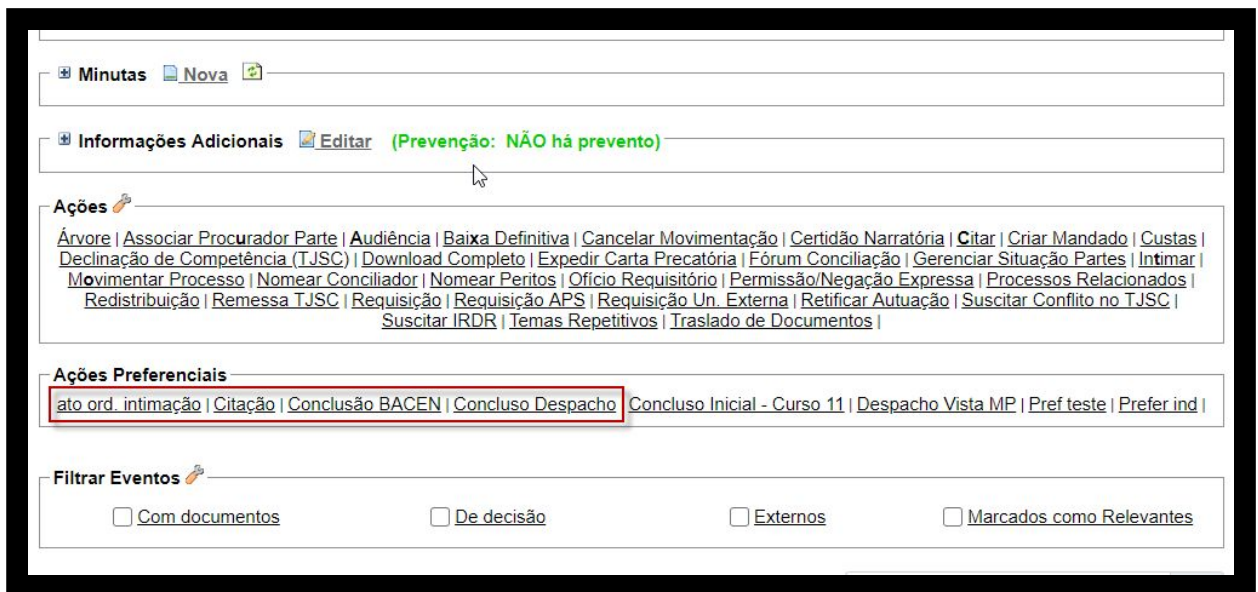 Minutas Nova
Informações Adicionais Editar (Prevenção: NÃO há prevento)
Ações
Árvore | Associar Procurador Parte | Audiência | Baixa Definitiva | Cancelar Movimentação | Certidão Narratória | Citar | Criar Mandado | Custas |
Declinação de Competência (TJSC) | Download Completo | Expedir Carta Precatória | Fórum Conciliação | Gerenciar Situação Partes | Intimar |
Movimentar Processo | Nomear Conciliador | Nomear Peritos | Ofício Requisitório | Permissão/Negação Expressa | Processos Relacionados |
Redistribuição | Remessa TJSC | Requisição | Requisição APS | Requisição Un. Externa | Retificar Autuação | Suscitar Conflito no TJSC |
Suscitar IRDR | Temas Repetitivos | Traslado de Documentos |
Ações Preferenciais
ato ord. intimação | Citação | Conclusão BACEN | Concluso Despacho Concluso Inicial - Curso 11 | Despacho Vista MP | Pref teste | Prefer ind |
Filtrar Eventos
Com documentos De decisão Externos Marcados como Relevantes